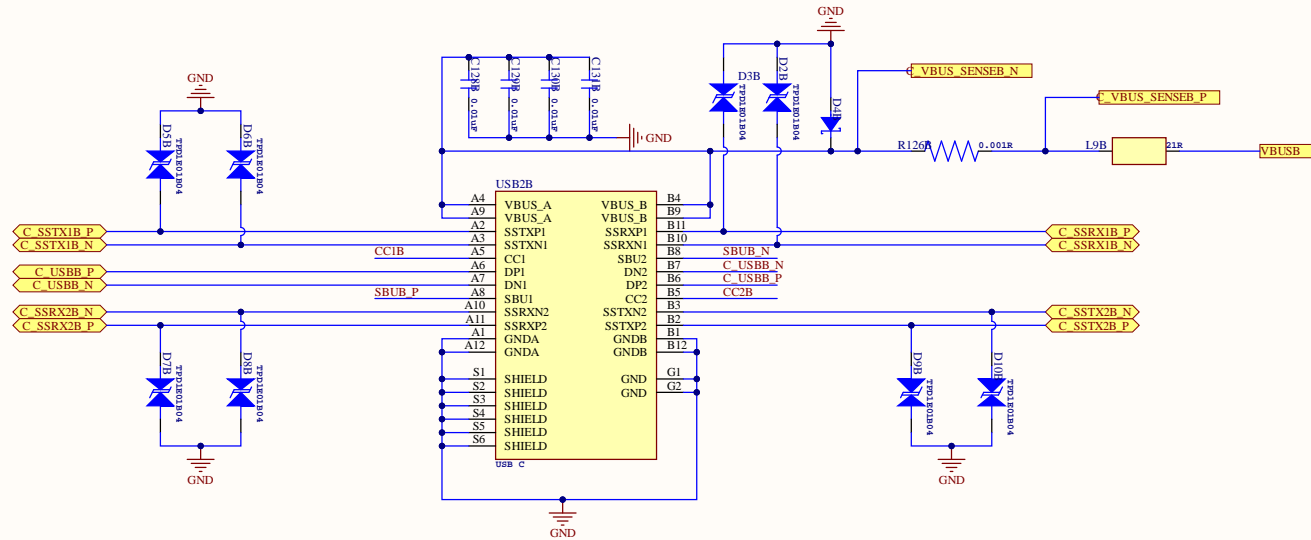 GND
C_VBUS_SENSEB_N
C_VBUS_SENSEB_P
GND
C128B 0.01uF
C129B 0.01uF
C130B 0.01uF
C131B 0.01uF
GND
D3B
TPD1E01B04
D2B
TPD1E01B04
D4B
D5B
TPD1E01B04
D6B
TPD1E01B04
R126B
0.001R
L9B
21R
VBUSB
USB2B
A4 VBUS_A VBUS_B B4
A9 VBUS_A VBUS_B B9
C_SSTX1B_P A2 SSTXP1 SSRXP1 B11 C_SSRX1B_P
C_SSTX1B_N A3 SSTXN1 SSRXN1 B10 C_SSRX1B_N
CC1B A5 CC1 SBU2 B8 SBUB_N
C_USBB_P A6 DP1 DN2 B7 C_USBB_N
C_USBB_N A7 DN1 DP2 B6 C_USBB_P
SBUB_P A8 SBU1 CC2 B5 CC2B
C_SSRX2B_N A10 SSRXN2 SSTXN2 B3 C_SSTX2B_N
C_SSRX2B_P A11 SSRXP2 SSTXP2 B2 C_SSTX2B_P
A1 GNDA GNDB B1
A12 GNDA GNDB B12
S1 SHIELD GND G1
S2 SHIELD GND G2
S3 SHIELD
S4 SHIELD
S5 SHIELD
S6 SHIELD
USB C
D7B
TPD1E01B04
D8B
TPD1E01B04
D9B
TPD1E01B04
D10B
TPD1E01B04
GND
GND
GND